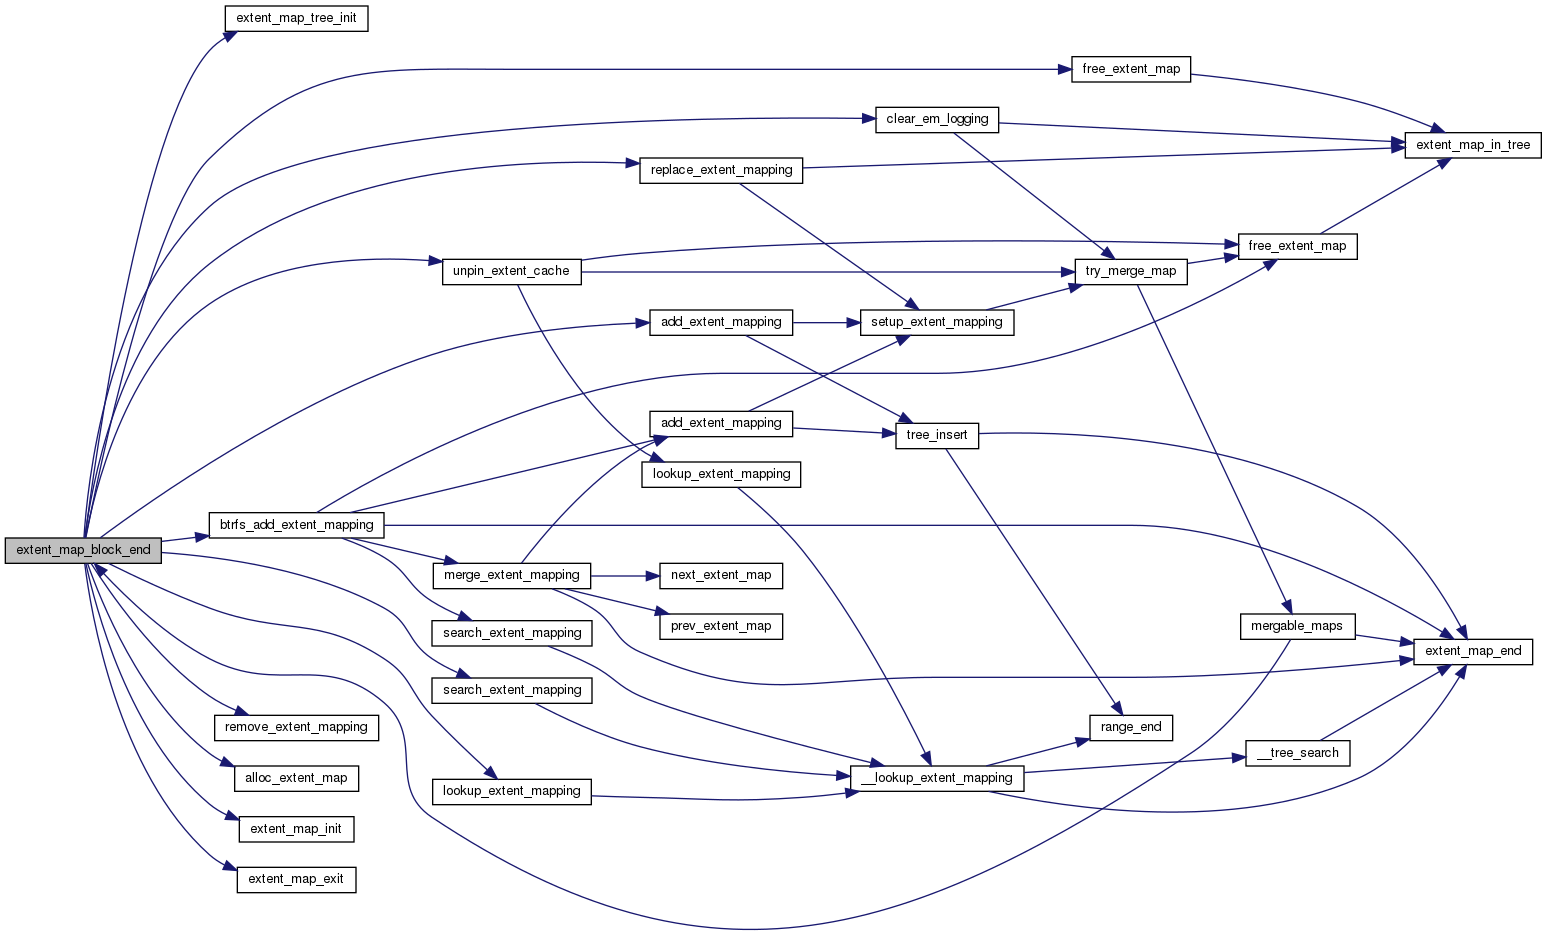 extent_map_tree_init
free_extent_map
clear_em_logging
extent_map_in_tree
replace_extent_mapping
free_extent_map
unpin_extent_cache
try_merge_map
add_extent_mapping
setup_extent_mapping
add_extent_mapping
tree_insert
lookup_extent_mapping
btrfs_add_extent_mapping
extent_map_block_end
merge_extent_mapping
next_extent_map
prev_extent_map
mergable_maps
search_extent_mapping
extent_map_end
search_extent_mapping
remove_extent_mapping
range_end
__tree_search
alloc_extent_map
__lookup_extent_mapping
lookup_extent_mapping
extent_map_init
extent_map_exit